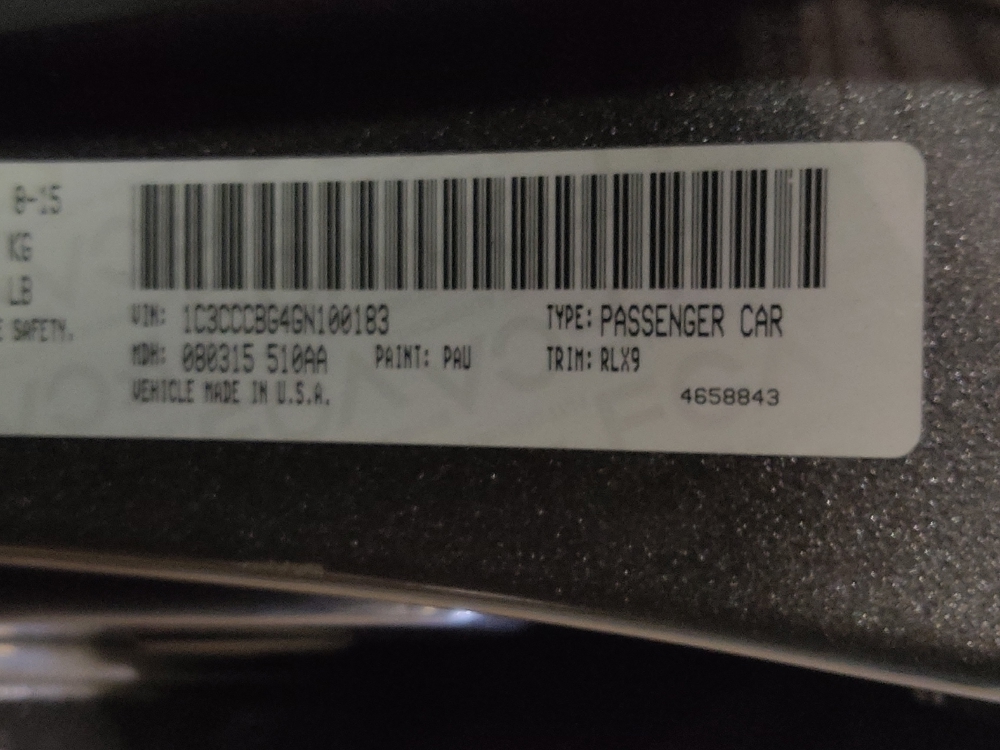 8-15
KG
LB
SAFETY.
VIN: 1C3CCCBG4GN100183 TYPE: PASSENGER CAR
MDH: 080315 510AA PAINT: PAU TRIM: RLX9
VEHICLE MADE IN U.S.A. 4658843